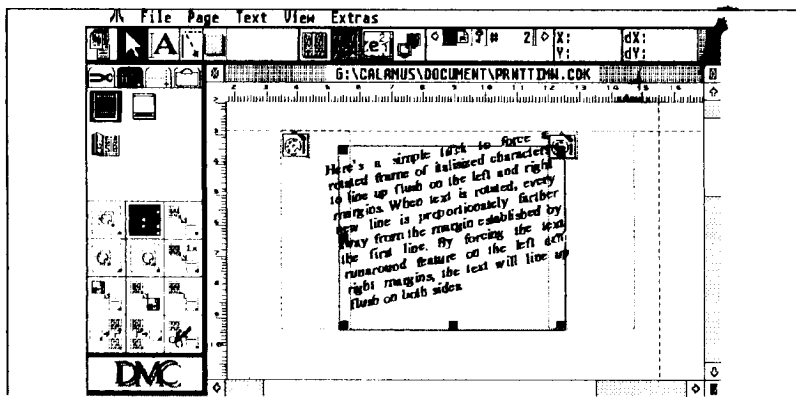 File Page Text View Extras
2 X: dX:
Y: dY:
G:\CALAMUS\DOCUMENT\PRNTTIMW.CDK
Here's a simple trick to force a
rotated frame of italisized characters
to line up flush on the left and right
margins. When text is rotated, every
new line is proportionately farther
away from the margin established by
the first line. By forcing the text
runaround feature on the left and
right margins, the text will line up
flush on both sides.
DMC